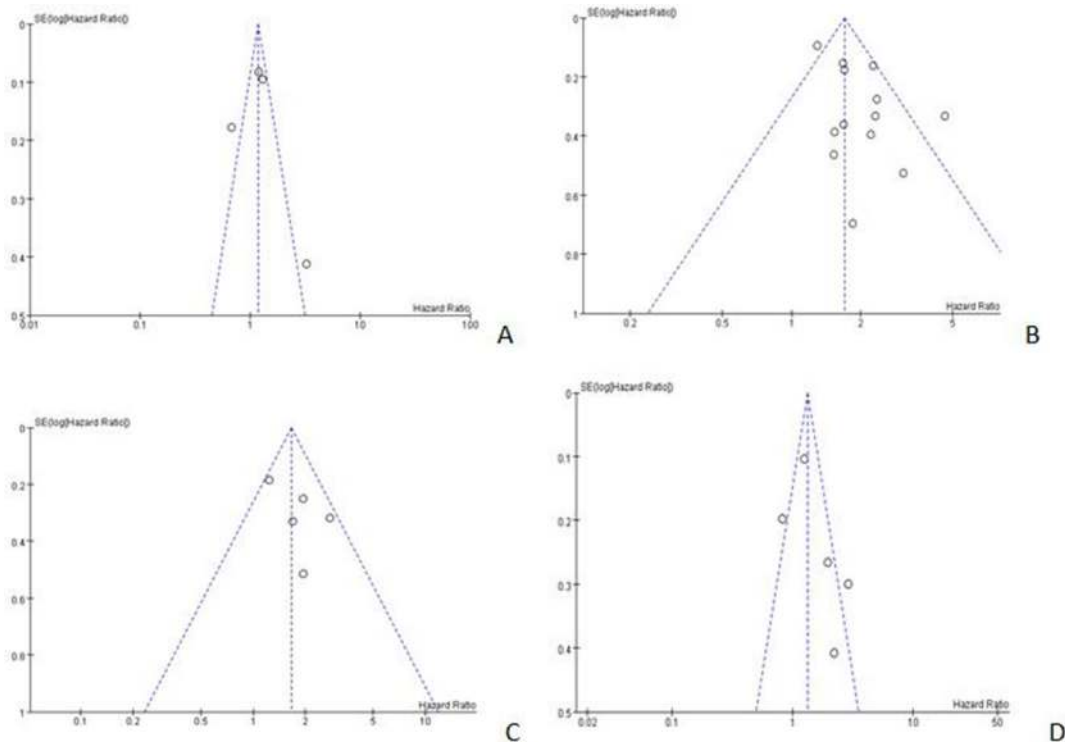 SE(log[Hazard Ratio])
0
0.1
0.2
0.3
0.4
0.5
0.01 0.1 1 10 100
Hazard Ratio
A
SE(log[Hazard Ratio])
0
0.2
0.4
0.6
0.8
1
0.2 0.5 1 2 5
Hazard Ratio
B
SE(log[Hazard Ratio])
0
0.2
0.4
0.6
0.8
1
0.1 0.2 0.5 1 2 5 10
Hazard Ratio
C
SE(log[Hazard Ratio])
0
0.1
0.2
0.3
0.4
0.5
0.02 0.1 1 10 50
Hazard Ratio
D